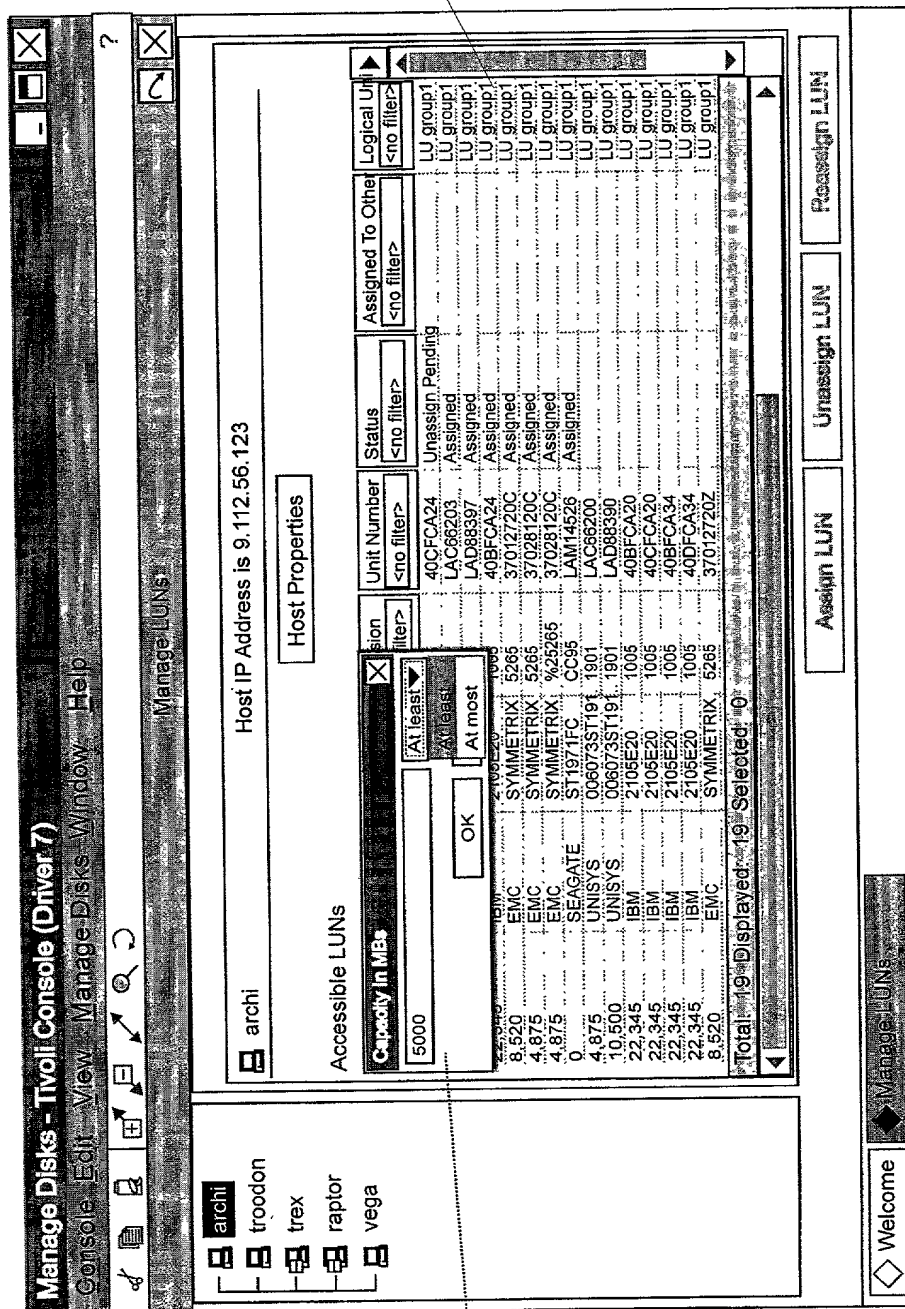 Manage Disks - Tivoli Console (Driver 7)
Console Edit View Manage Disks Window Help
?
Manage LUNs
archi
troodon
trex
raptor
vega
archi
Host IP Address is 9.112.56.123
Host Properties
Accessible LUNs
Unit Number Status Assigned To Other Logical Uni
<no filter> <no filter> <no filter> <no filter>
Capacity in MBs
5000 At least
At least
At most
OK
40CFCA24 Unassign Pending LU group1
LAC66203 Assigned LU group1
LAD88397 Assigned LU group1
IBM 2105E20 1005 40BFCA24 Assigned LU group1
8,520 EMC SYMMETRIX 5265 37012720C Assigned LU group1
4,875 EMC SYMMETRIX 5265 37028120C Assigned LU group1
4,875 EMC SYMMETRIX %25265 37028120C Assigned LU group1
0 SEAGATE ST1971FC CC95 LAM14526 Assigned LU group1
4,875 UNISYS 006073ST191 1901 LAC66200 LU group1
10,500 UNISYS 006073ST191 1901 LAD88390 LU group1
22,345 IBM 2105E20 1005 40BFCA20 LU group1
22,345 IBM 2105E20 1005 40CFCA20 LU group1
22,345 IBM 2105E20 1005 40BFCA34 LU group1
22,345 IBM 2105E20 1005 40DFCA34 LU group1
8,520 EMC SYMMETRIX 5265 37012720Z LU group1
Total: 19 Displayed: 19 Selected: 0
Assign LUN Unassign LUN Reassign LUN
Welcome Manage LUNs